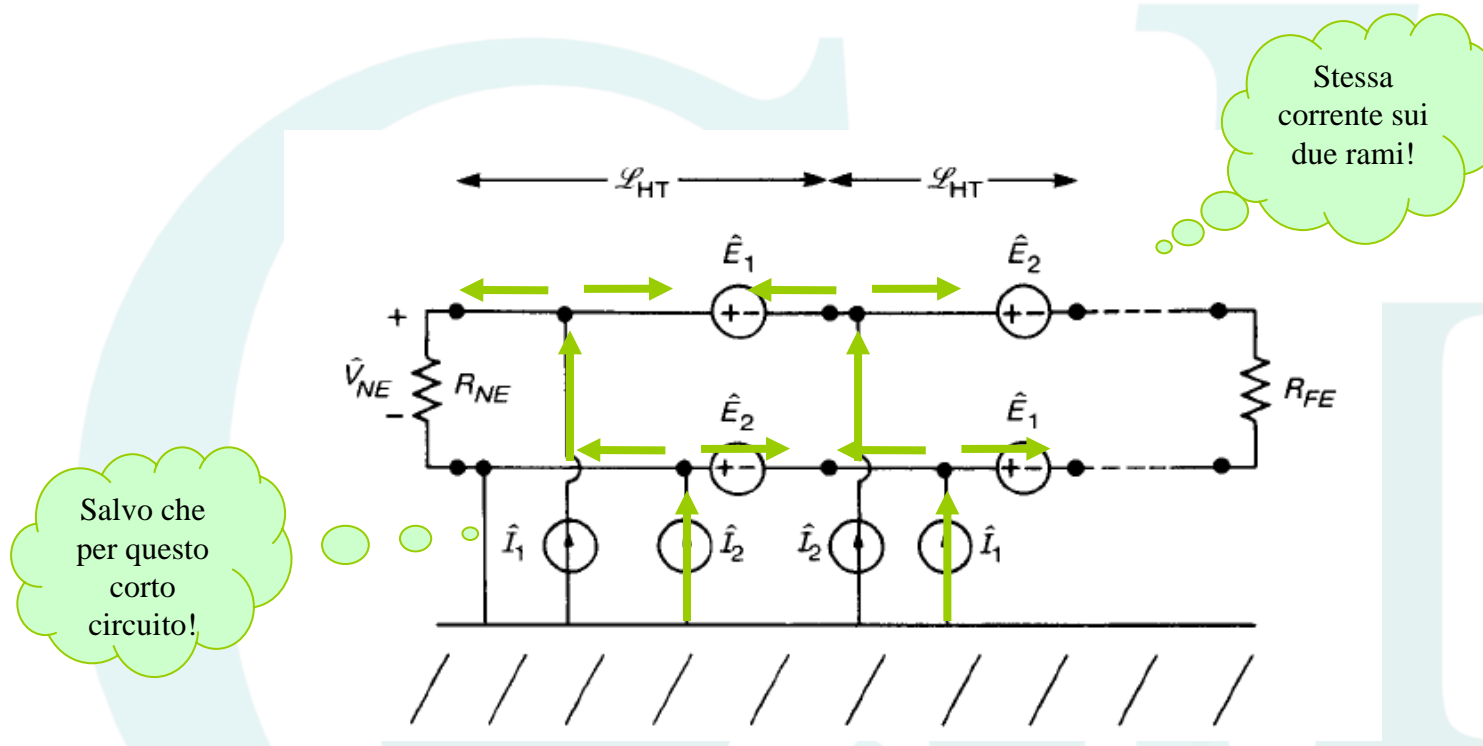 Stessa
corrente sui
due rami!
ℒHT ℒHT
Ê1 Ê2
+ - + -
+
V̂NE RNE RFE
-
Ê2 Ê1
+ - + -
Salvo che
per questo
corto
circuito!
Î1 Î2 Î2 Î1